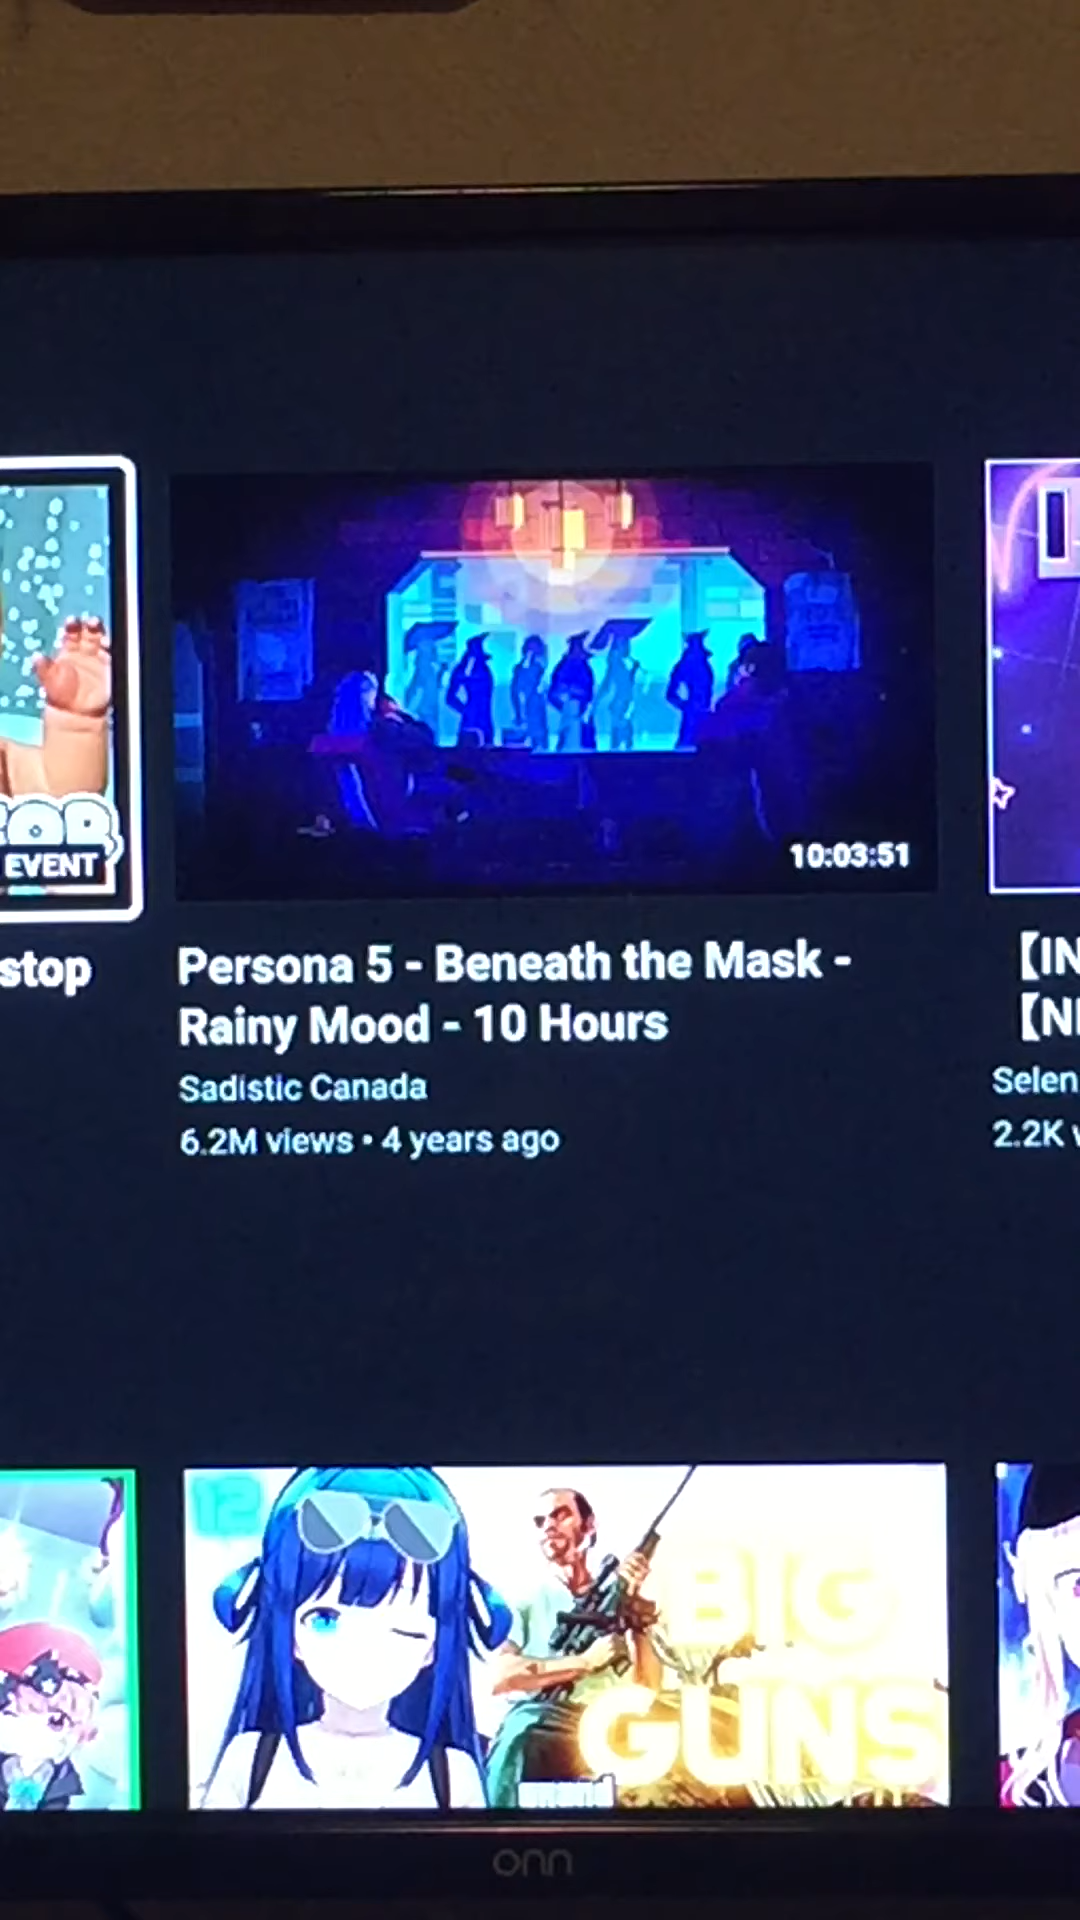 EVENT
stop
10:03:51
Persona 5 - Beneath the Mask -
Rainy Mood - 10 Hours
Sadistic Canada
6.2M views • 4 years ago
【IN
【NI
Selen
2.2K
12
BIG
GUNS
onn